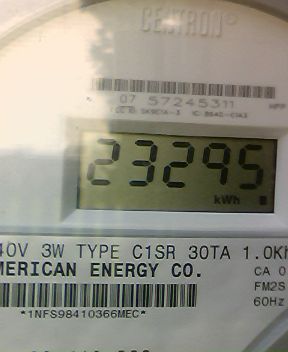 CENTRON®
07 57245311
23295
kWh
40V 3W TYPE C1SR 30TA 1.0Kh
MERICAN ENERGY CO.
CA 0
FM2S
60Hz
*1NFS98410366MEC*